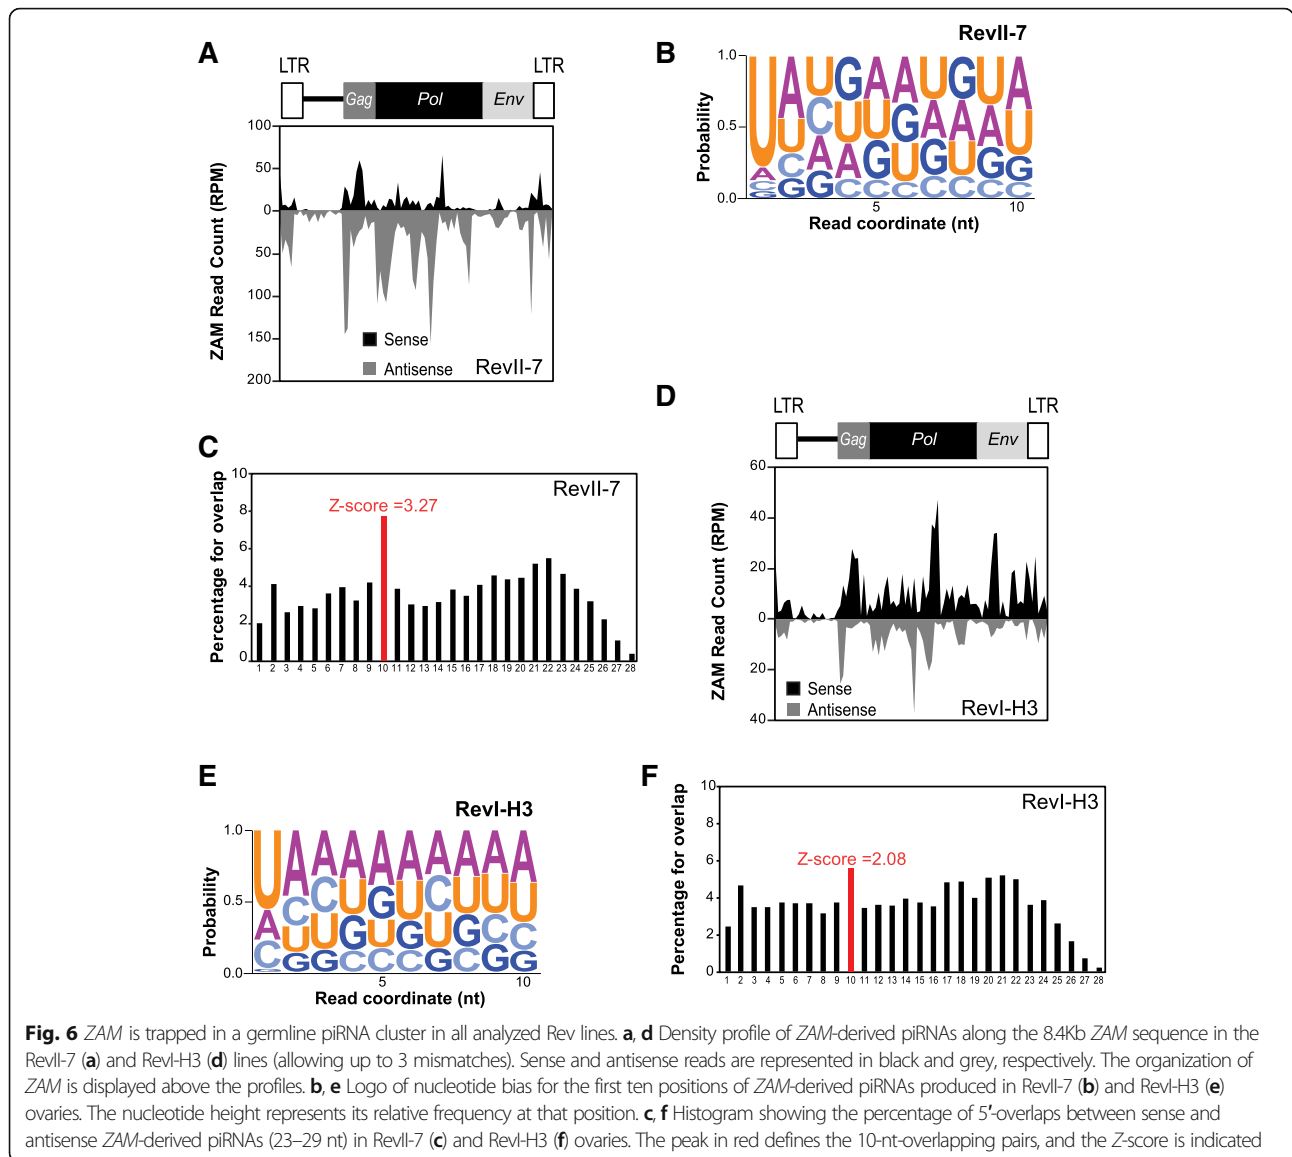 A
LTR
LTR
Gag
Pol
Env
100
50
0
50
100
150
200
ZAM Read Count (RPM)
Sense
Antisense
RevII-7
B
RevII-7
1.0
0.5
0.0
Probability
U A U G A A U G U A
A U C U U G A A A U
C C A A G U G U G G
G G G C C C C C C C
5
10
Read coordinate (nt)
C
10
8
6
4
2
0
Percentage for overlap
RevII-7
Z-score =3.27
1 2 3 4 5 6 7 8 9 10 11 12 13 14 15 16 17 18 19 20 21 22 23 24 25 26 27 28
D
LTR
LTR
Gag
Pol
Env
60
40
20
0
20
40
ZAM Read Count (RPM)
Sense
Antisense
RevI-H3
E
RevI-H3
1.0
0.5
0.0
Probability
U A A A A A A A A A
A C C U G U C U U U
C U U G U G U G C C
G G C C C G C G G
5
10
Read coordinate (nt)
F
10
8
6
4
2
0
Percentage for overlap
RevI-H3
Z-score =2.08
1 2 3 4 5 6 7 8 9 10 11 12 13 14 15 16 17 18 19 20 21 22 23 24 25 26 27 28
Fig. 6 ZAM is trapped in a germline piRNA cluster in all analyzed Rev lines. a, d Density profile of ZAM-derived piRNAs along the 8.4Kb ZAM sequence in the
RevII-7 (a) and RevI-H3 (d) lines (allowing up to 3 mismatches). Sense and antisense reads are represented in black and grey, respectively. The organization of
ZAM is displayed above the profiles. b, e Logo of nucleotide bias for the first ten positions of ZAM-derived piRNAs produced in RevII-7 (b) and RevI-H3 (e)
ovaries. The nucleotide height represents its relative frequency at that position. c, f Histogram showing the percentage of 5′-overlaps between sense and
antisense ZAM-derived piRNAs (23–29 nt) in RevII-7 (c) and RevI-H3 (f) ovaries. The peak in red defines the 10-nt-overlapping pairs, and the Z-score is indicated